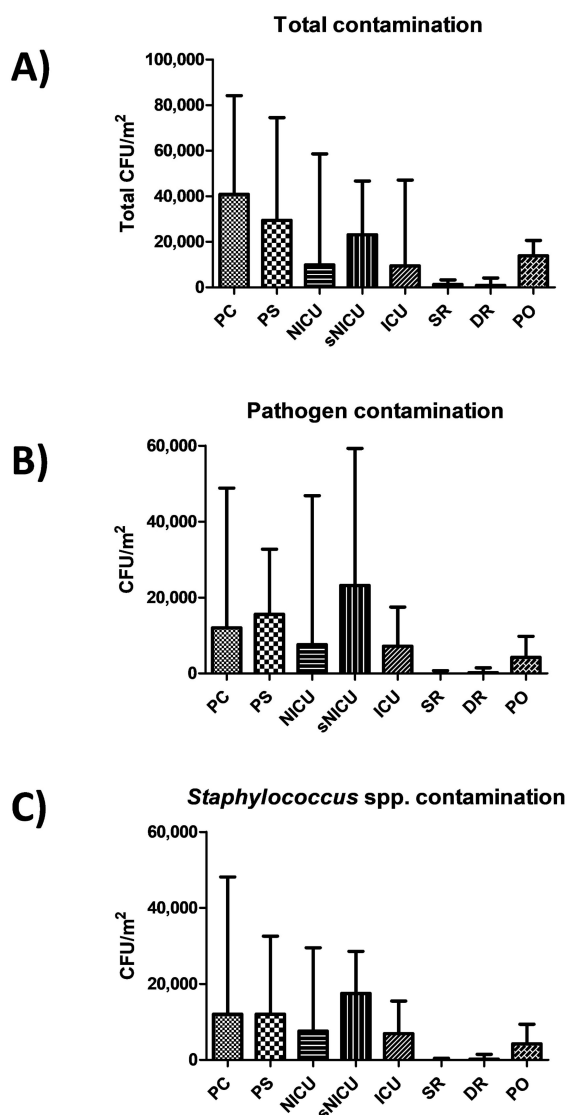 Total contamination
A)
Total CFU/m²
100,000
80,000
60,000
40,000
20,000
0
PC PS NICU sNICU ICU SR DR PO
Pathogen contamination
B)
CFU/m²
60,000
40,000
20,000
0
PC PS NICU sNICU ICU SR DR PO
Staphylococcus spp. contamination
C)
CFU/m²
60,000
40,000
20,000
0
PC PS NICU sNICU ICU SR DR PO